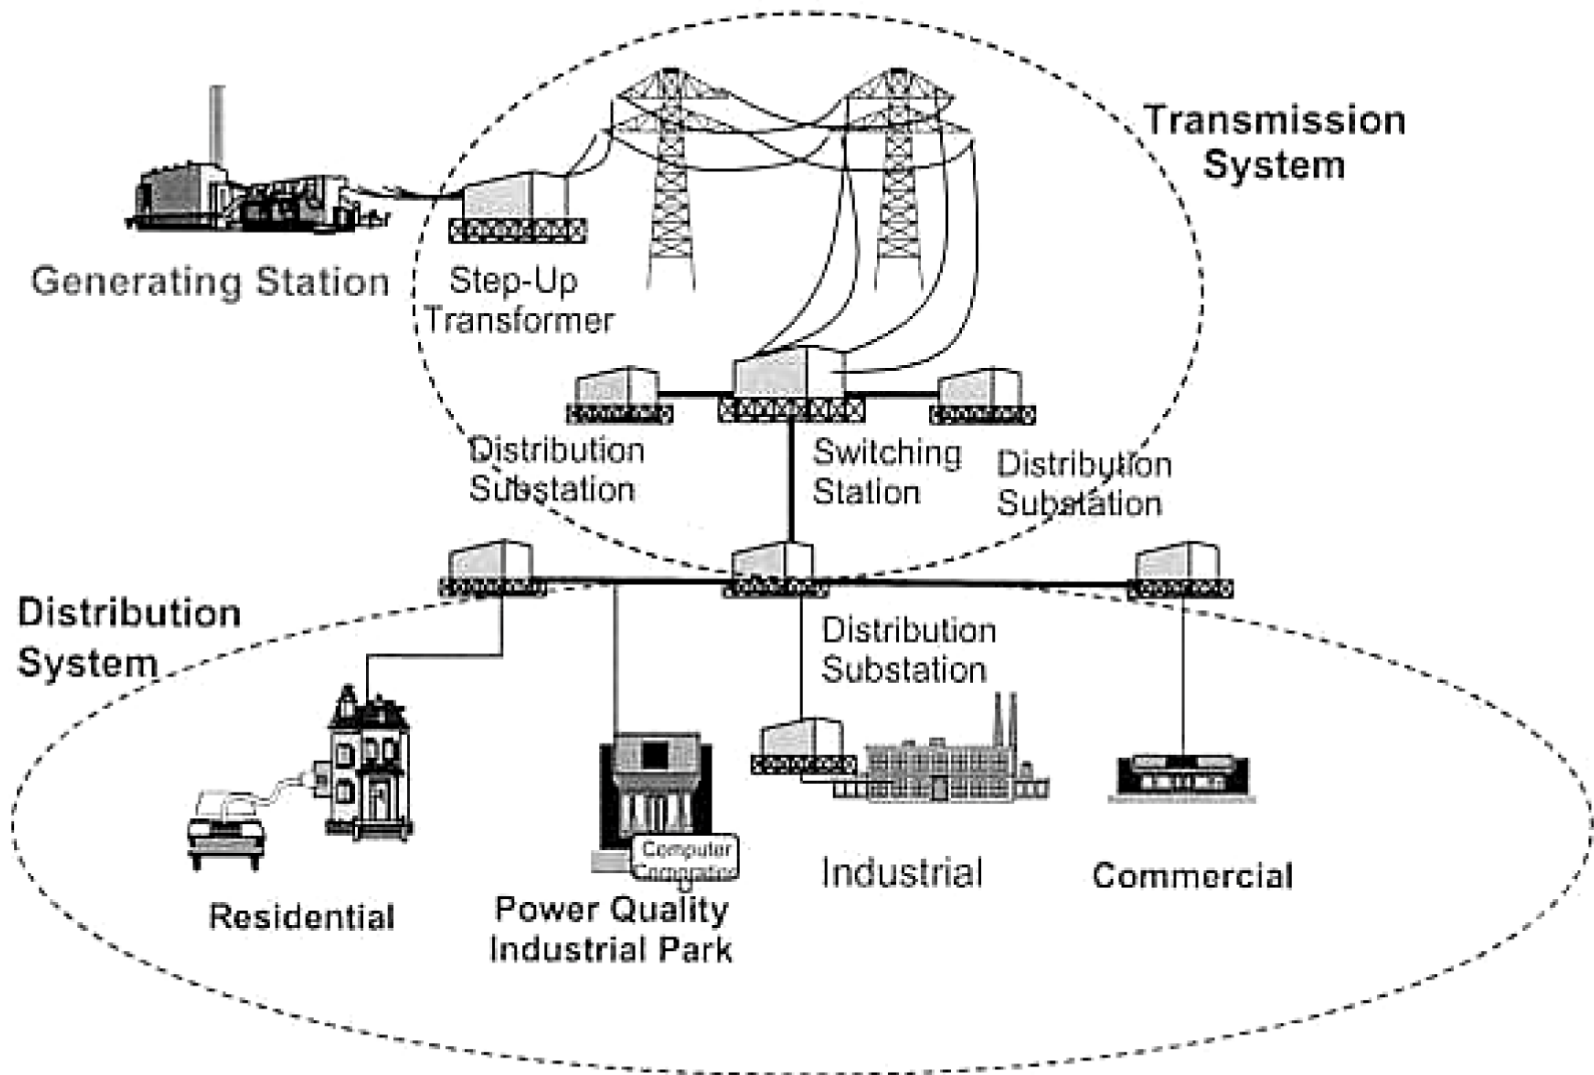 Transmission
System
Generating Station
Step-Up
Transformer
Distribution
Substation
Switching
Station
Distribution
Substation
Distribution
System
Distribution
Substation
Computer
Corporation
Residential
Power Quality
Industrial Park
Industrial
Commercial